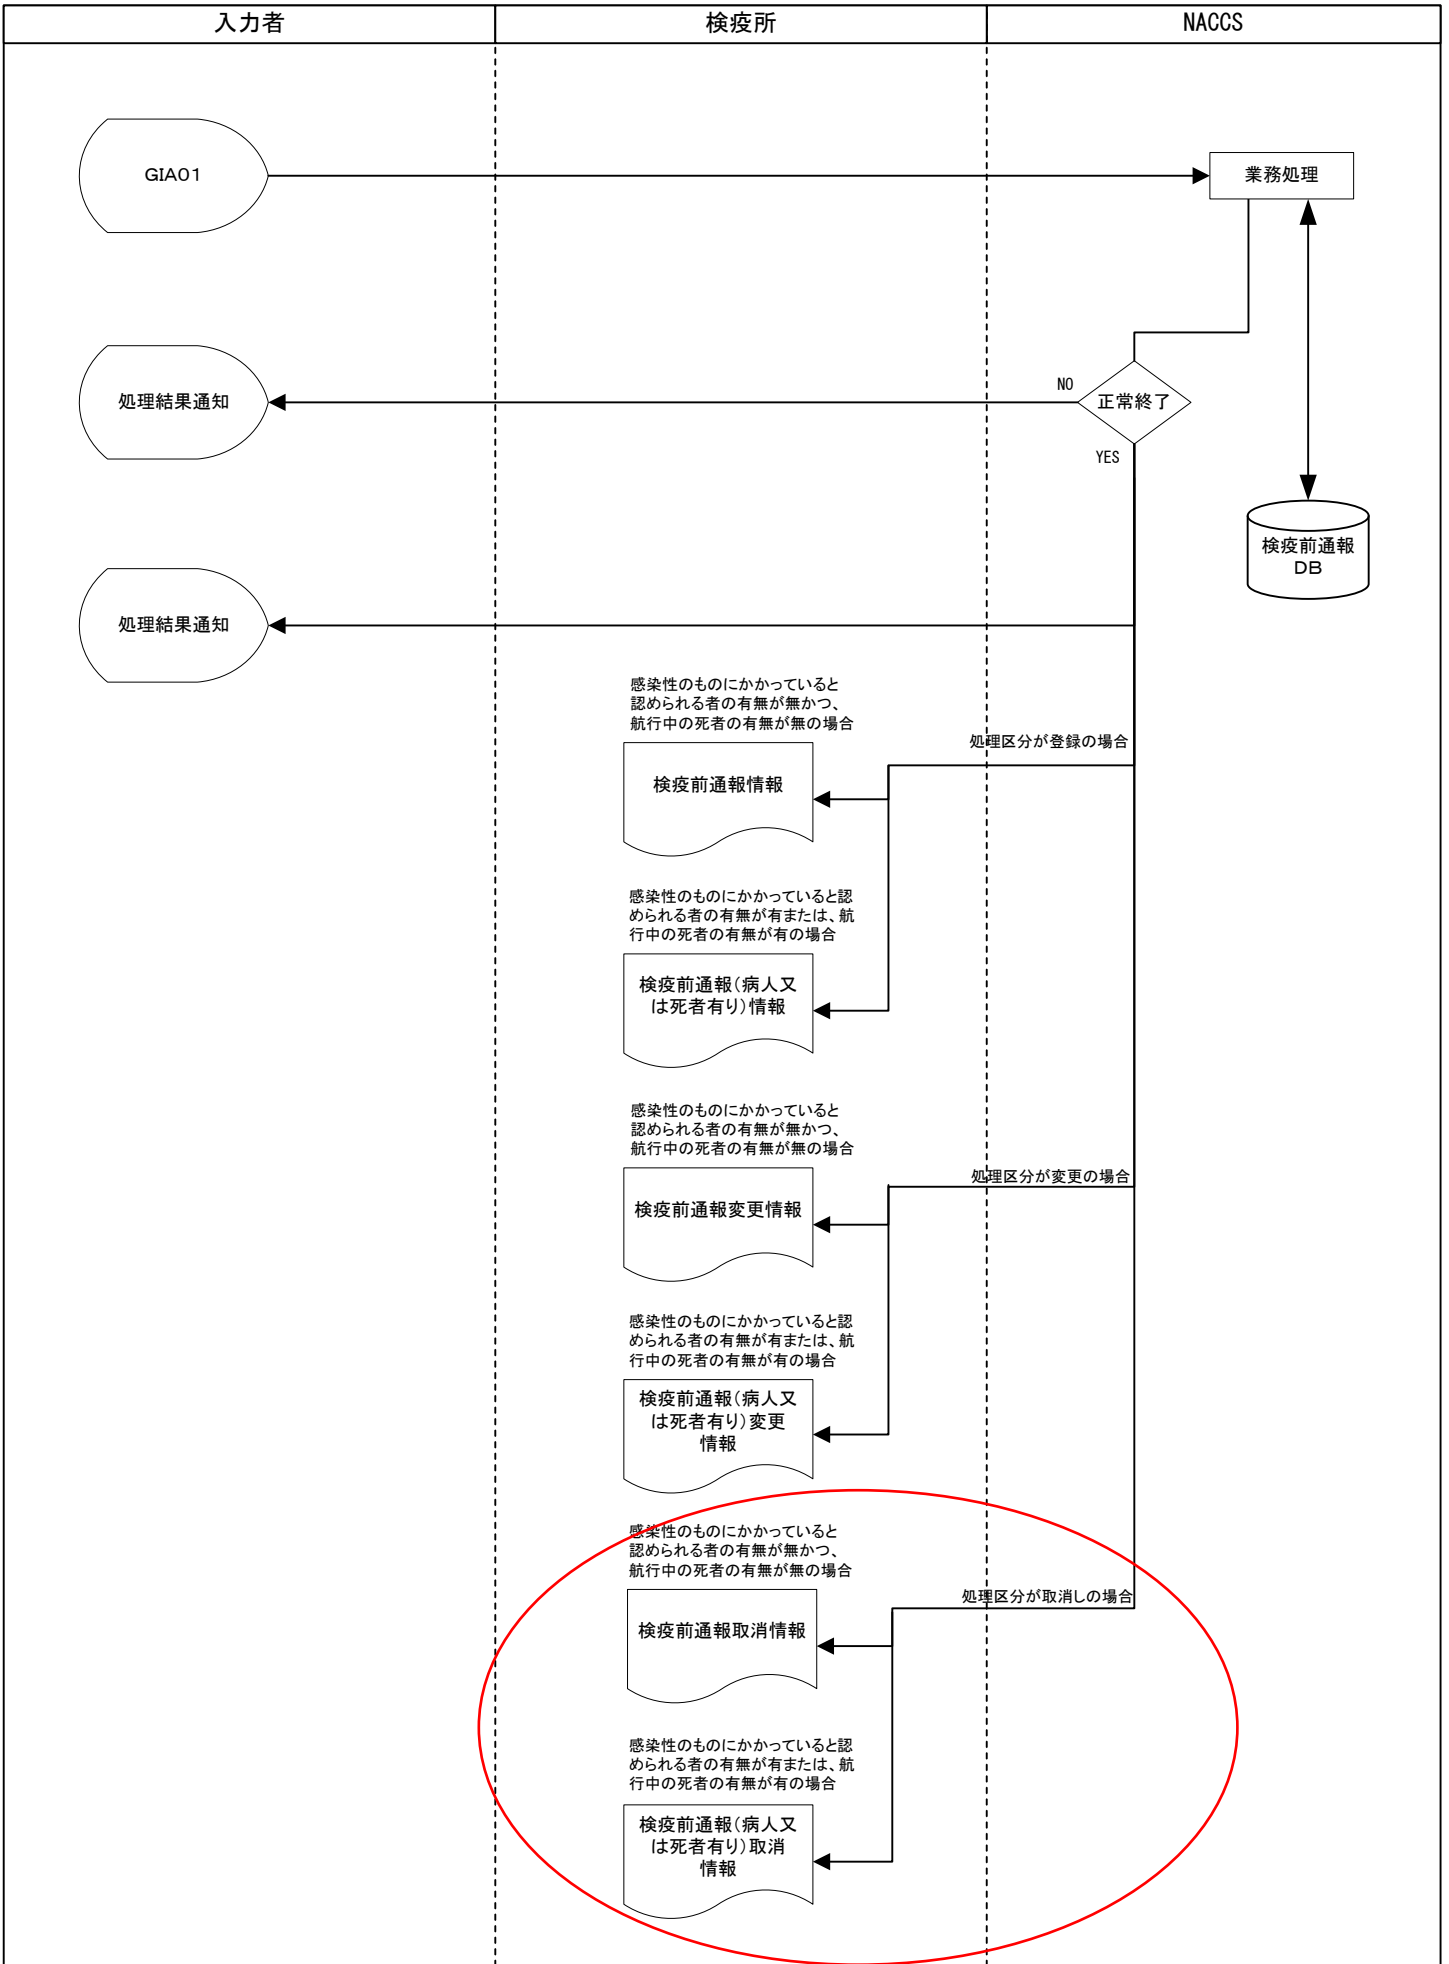 入力者
検疫所
NACCS
GIA01
業務処理
処理結果通知
NO
正常終了
YES
検疫前通報
DB
処理結果通知
感染性のものにかかっていると
認められる者の有無が無かつ、
航行中の死者の有無が無の場合
処理区分が登録の場合
検疫前通報情報
感染性のものにかかっていると認
められる者の有無が有または、航
行中の死者の有無が有の場合
検疫前通報(病人又
は死者有り)情報
感染性のものにかかっていると
認められる者の有無が無かつ、
航行中の死者の有無が無の場合
処理区分が変更の場合
検疫前通報変更情報
感染性のものにかかっていると認
められる者の有無が有または、航
行中の死者の有無が有の場合
検疫前通報(病人又
は死者有り)変更
情報
感染性のものにかかっていると
認められる者の有無が無かつ、
航行中の死者の有無が無の場合
処理区分が取消しの場合
検疫前通報取消情報
感染性のものにかかっていると認
められる者の有無が有または、航
行中の死者の有無が有の場合
検疫前通報(病人又
は死者有り)取消
情報